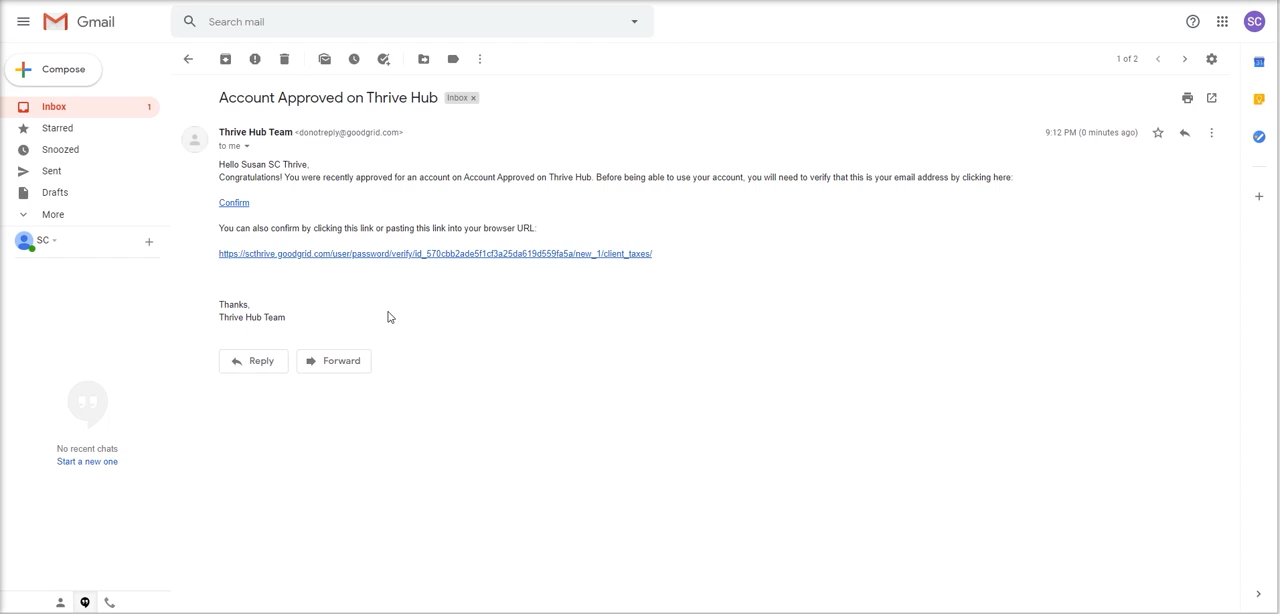 Gmail
Search mail
SC
Compose
1 of 2
Inbox 1
Starred
Snoozed
Sent
Drafts
More
SC
No recent chats
Start a new one
Account Approved on Thrive Hub Inbox x
Thrive Hub Team <donotreply@goodgrid.com> 9:12 PM (0 minutes ago)
to me
Hello Susan SC Thrive,
Congratulations! You were recently approved for an account on Account Approved on Thrive Hub. Before being able to use your account, you will need to verify that this is your email address by clicking here:
Confirm
You can also confirm by clicking this link or pasting this link into your browser URL:
https://scthrive.goodgrid.com/user/password/verify/id_570cbb2ade5f1cf3a25da619d559fa5a/new_1/client_taxes/
Thanks,
Thrive Hub Team
Reply Forward